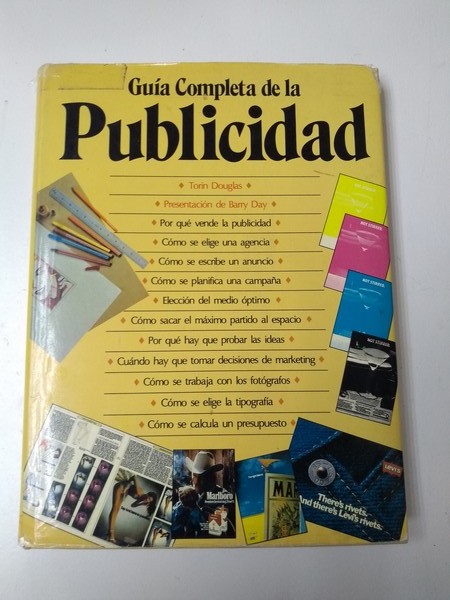 Guía Completa de la
Publicidad
Torin Douglas
Presentación de Barry Day
Por qué vende la publicidad
Cómo se elige una agencia
Cómo se escribe un anuncio
Cómo se planifica una campaña
Elección del medio óptimo
Cómo sacar el máximo partido al espacio
Por qué hay que probar las ideas
Cuándo hay que tomar decisiones de marketing
Cómo se trabaja con los fotógrafos
Cómo se elige la tipografía
Cómo se calcula un presupuesto
Marlboro
LEVI'S
There's rivets.
And there's Levi's rivets.